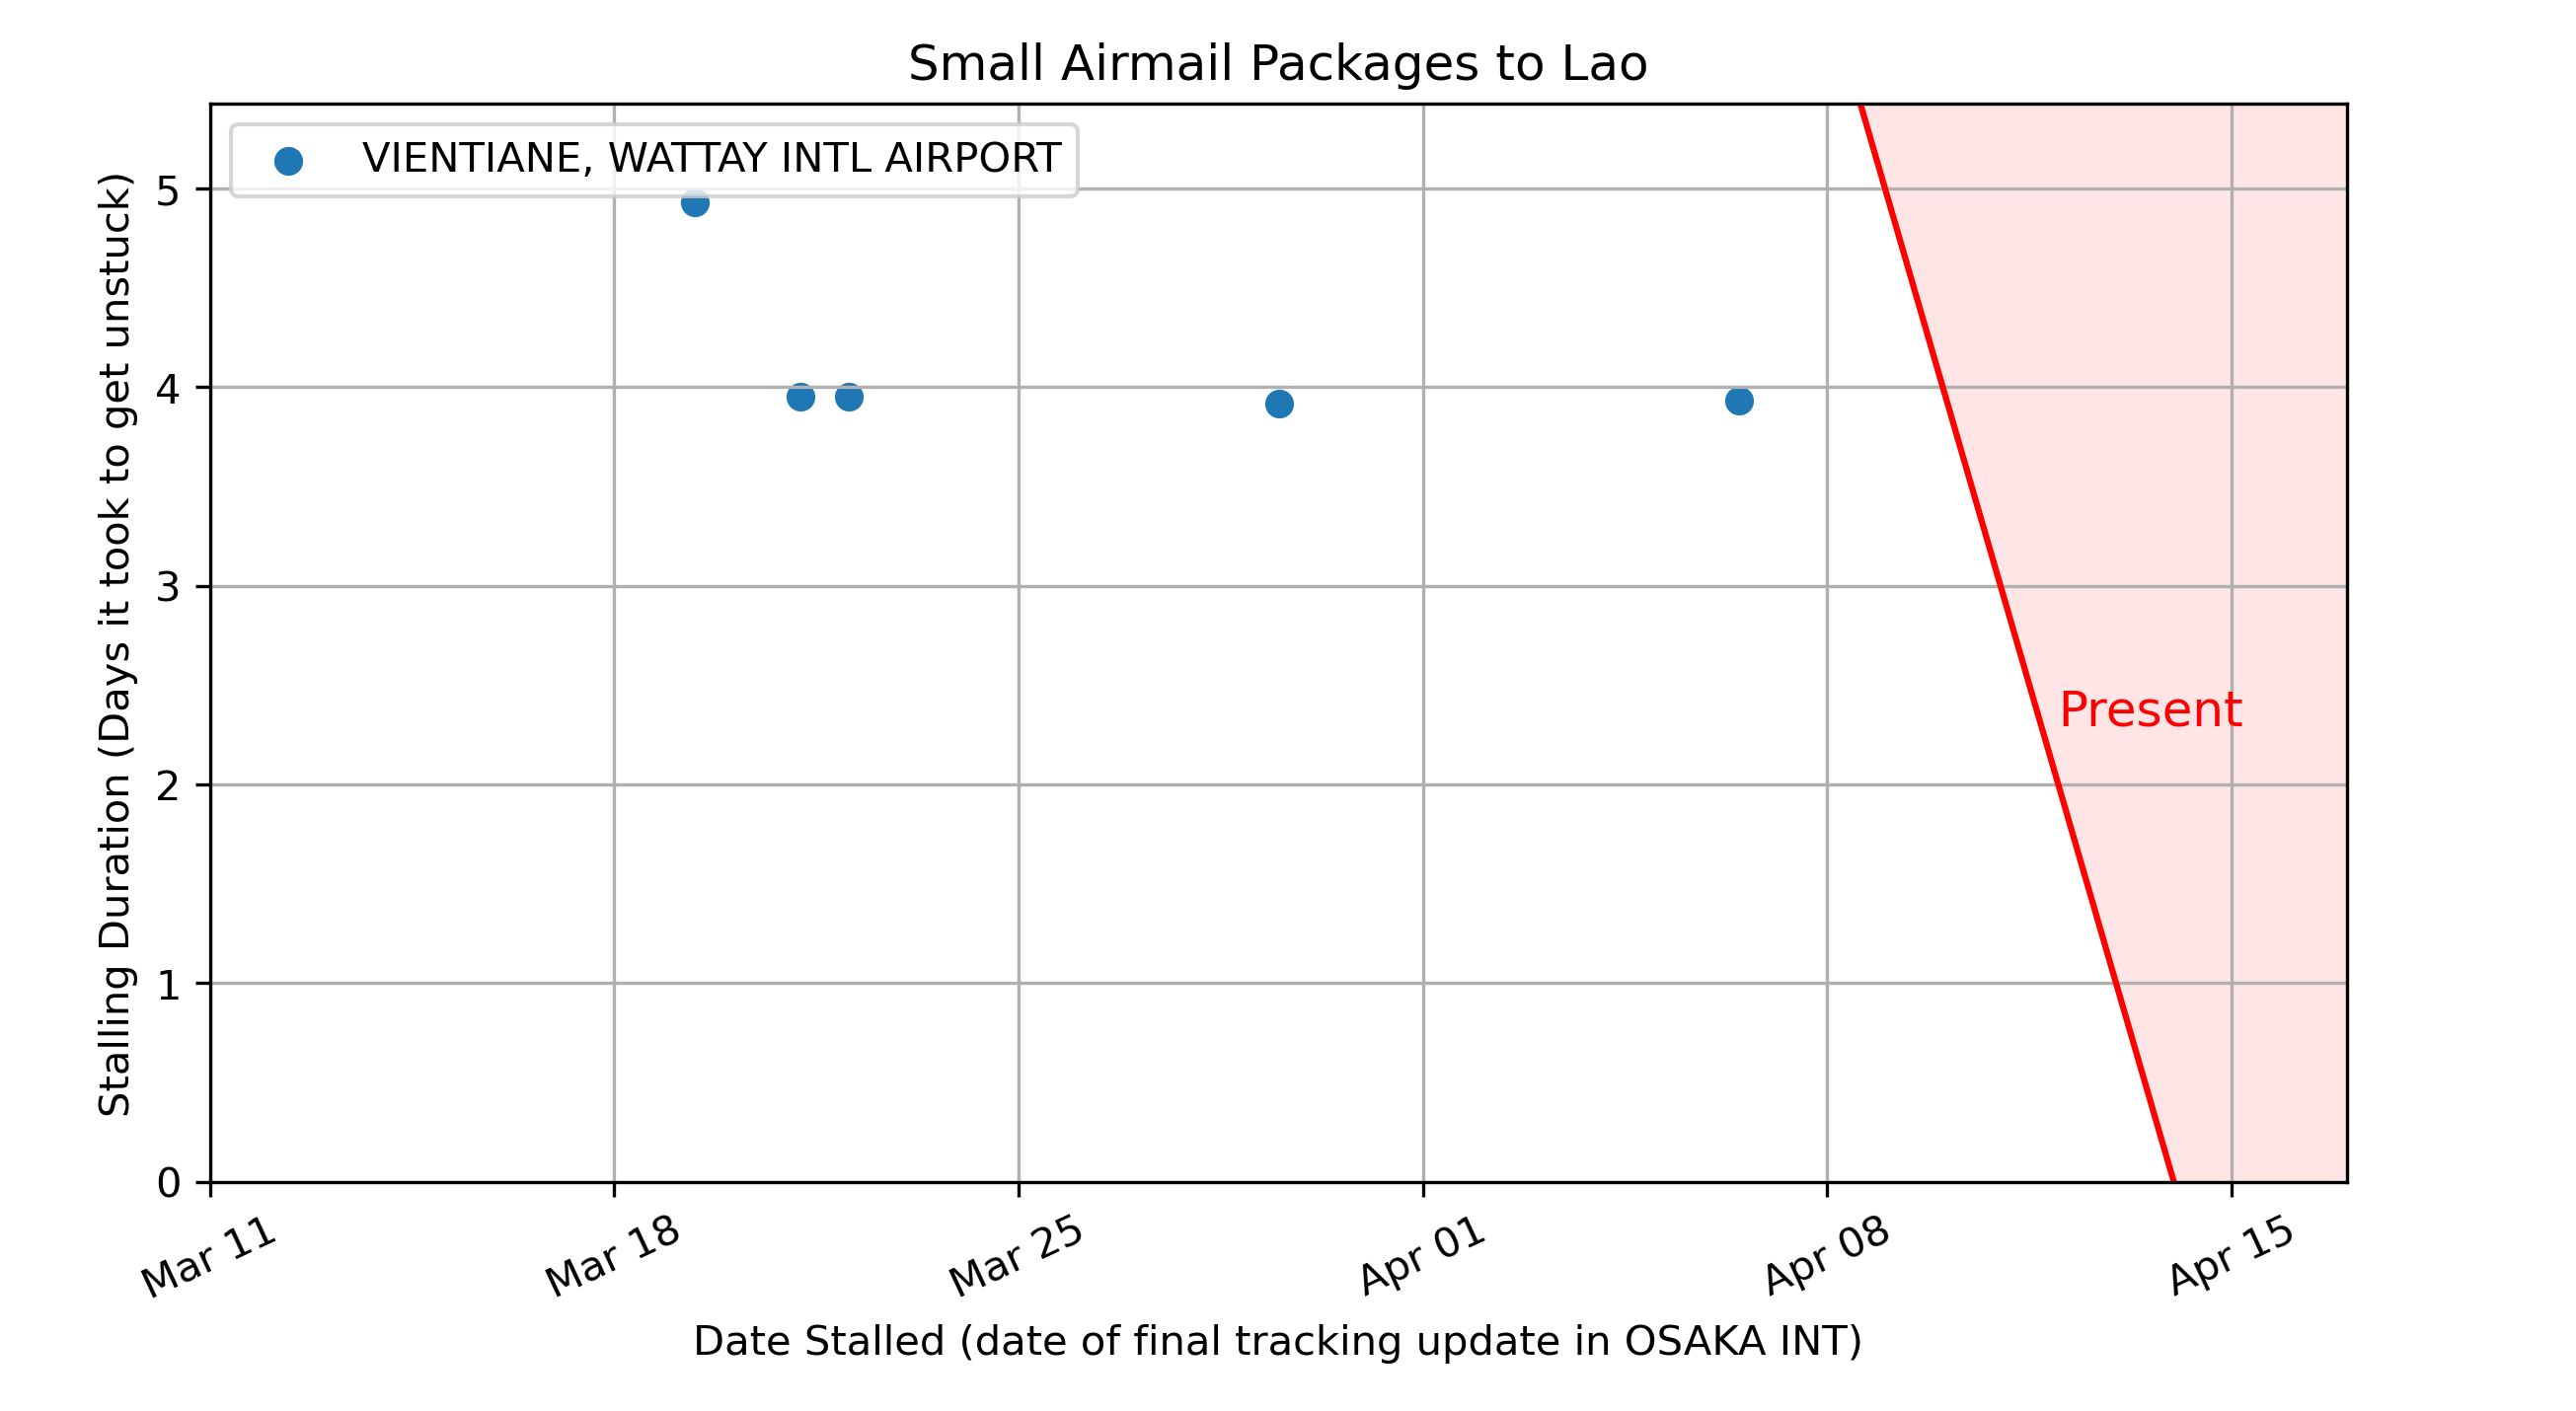 Small Airmail Packages to Lao
VIENTIANE, WATTAY INTL AIRPORT
Stalling Duration (Days it took to get unstuck)
5
4
3
2
1
0
Present
Mar 11
Mar 18
Mar 25
Apr 01
Apr 08
Apr 15
Date Stalled (date of final tracking update in OSAKA INT)